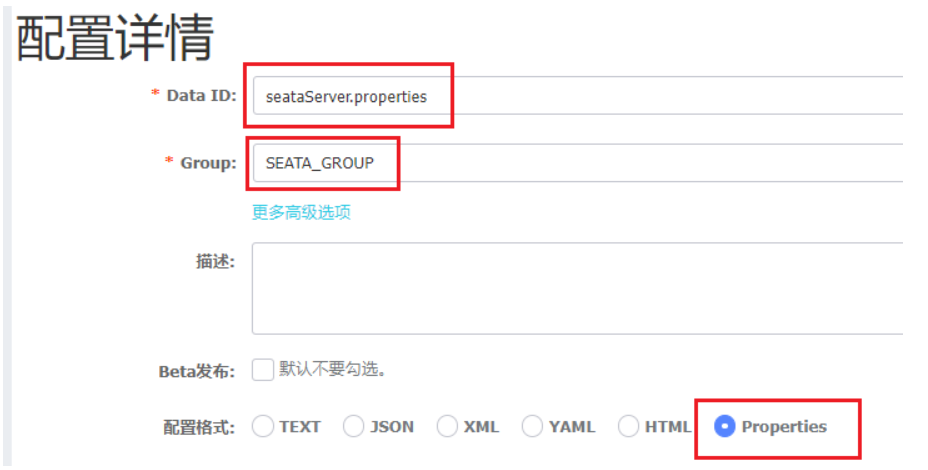 配置详情
* Data ID: seataServer.properties
* Group: SEATA_GROUP
更多高级选项
描述:
Beta发布: 默认不要勾选。
配置格式: TEXT JSON XML YAML HTML Properties